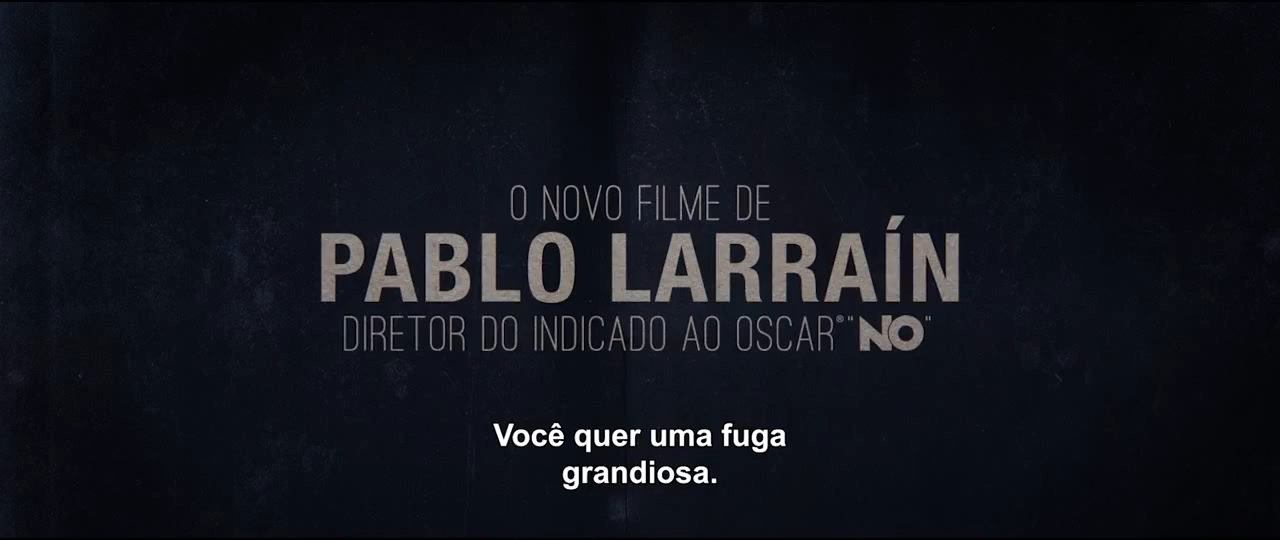 O NOVO FILME DE
PABLO LARRAÍN
DIRETOR DO INDICADO AO OSCAR® "NO"
Você quer uma fuga
grandiosa.